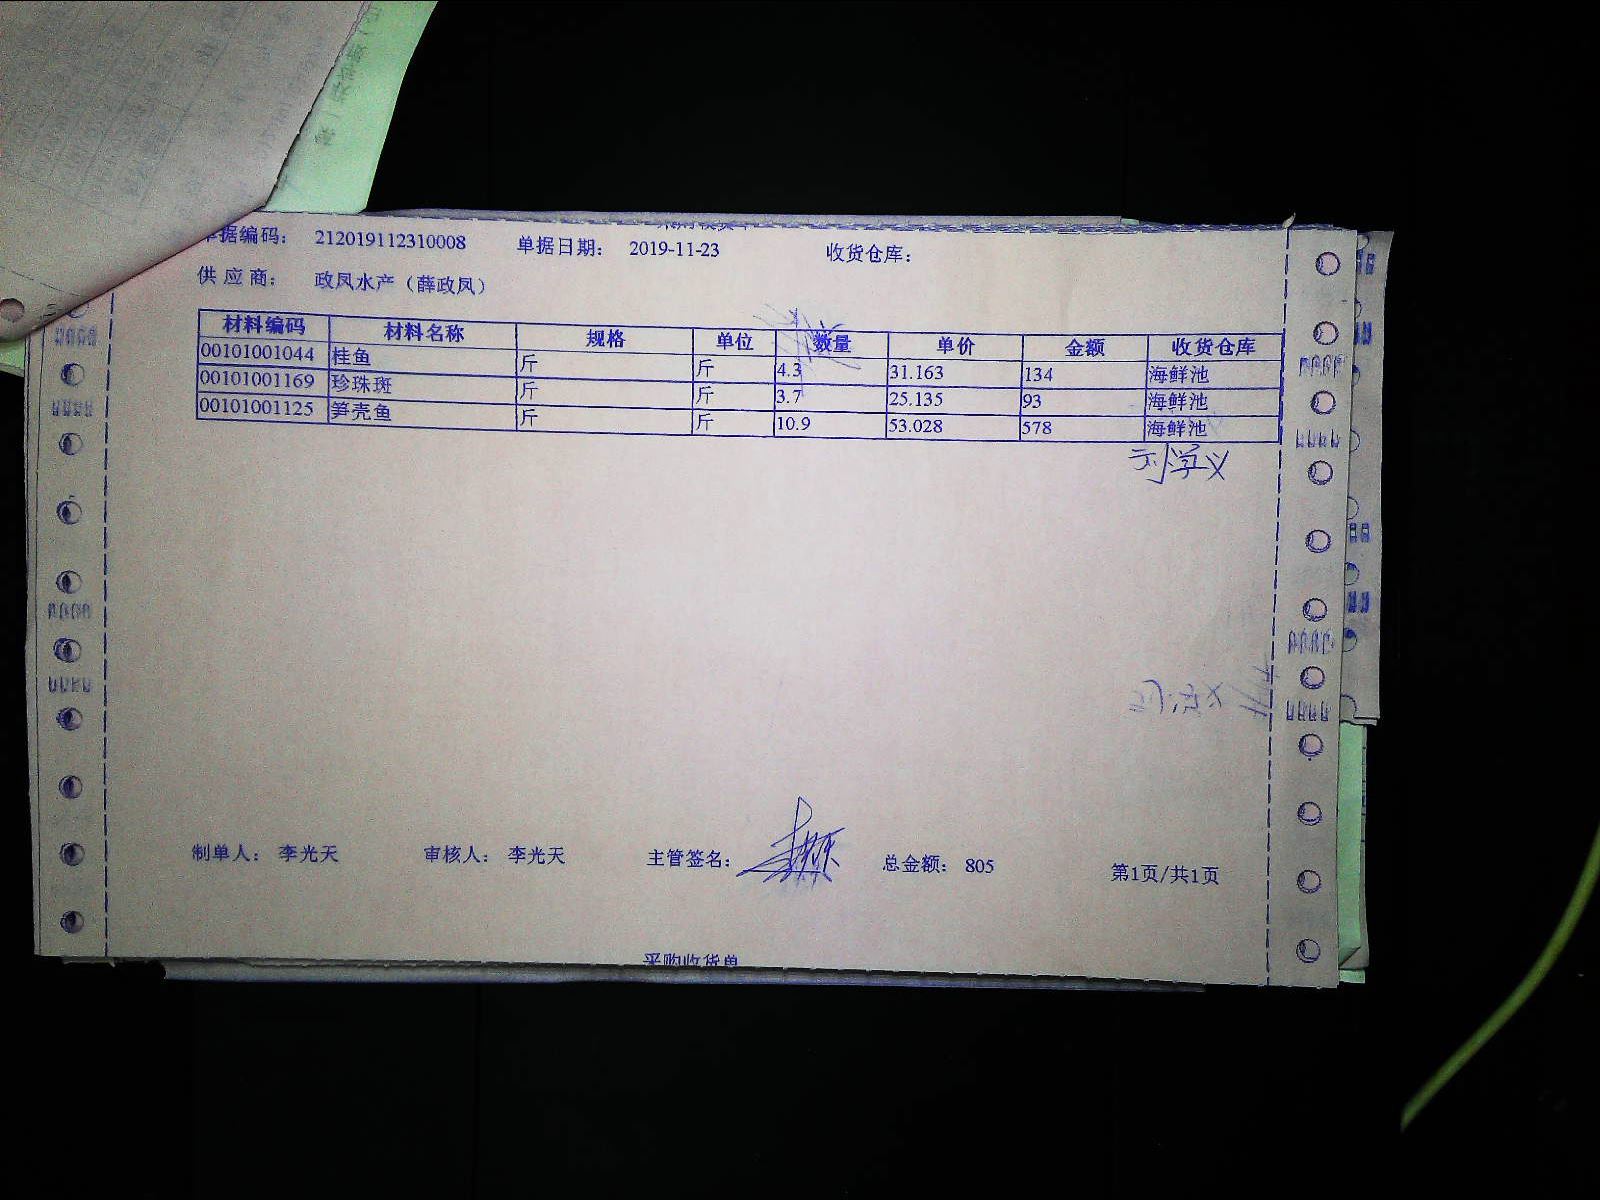 单据编码： 212019112310008 单据日期： 2019-11-23 收货仓库：
供 应 商： 政凤水产（薛政凤）
材料编码 材料名称 规格 单位 数量 单价 金额 收货仓库
00101001044 桂鱼 斤 斤 4.3 31.163 134 海鲜池
00101001169 珍珠斑 斤 斤 3.7 25.135 93 海鲜池
00101001125 笋壳鱼 斤 斤 10.9 53.028 578 海鲜池
刘学义
制单人： 李光天 审核人： 李光天 主管签名： 总金额： 805 第1页/共1页
采购收货单